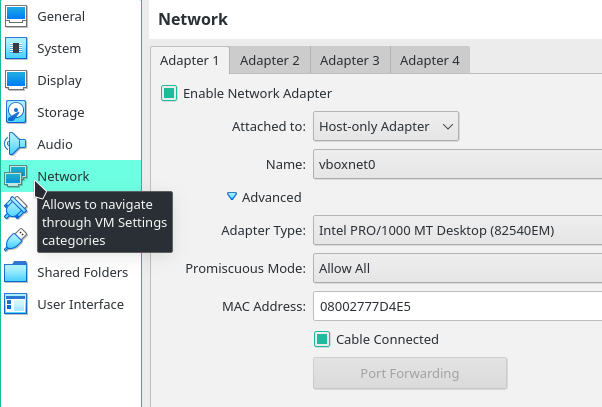 General
System
Display
Storage
Audio
Network
Allows to navigate
through VM Settings
categories
Shared Folders
User Interface
Network
Adapter 1
Adapter 2
Adapter 3
Adapter 4
Enable Network Adapter
Attached to:
Host-only Adapter
Name:
vboxnet0
Advanced
Adapter Type:
Intel PRO/1000 MT Desktop (82540EM)
Promiscuous Mode:
Allow All
MAC Address:
08002777D4E5
Cable Connected
Port Forwarding